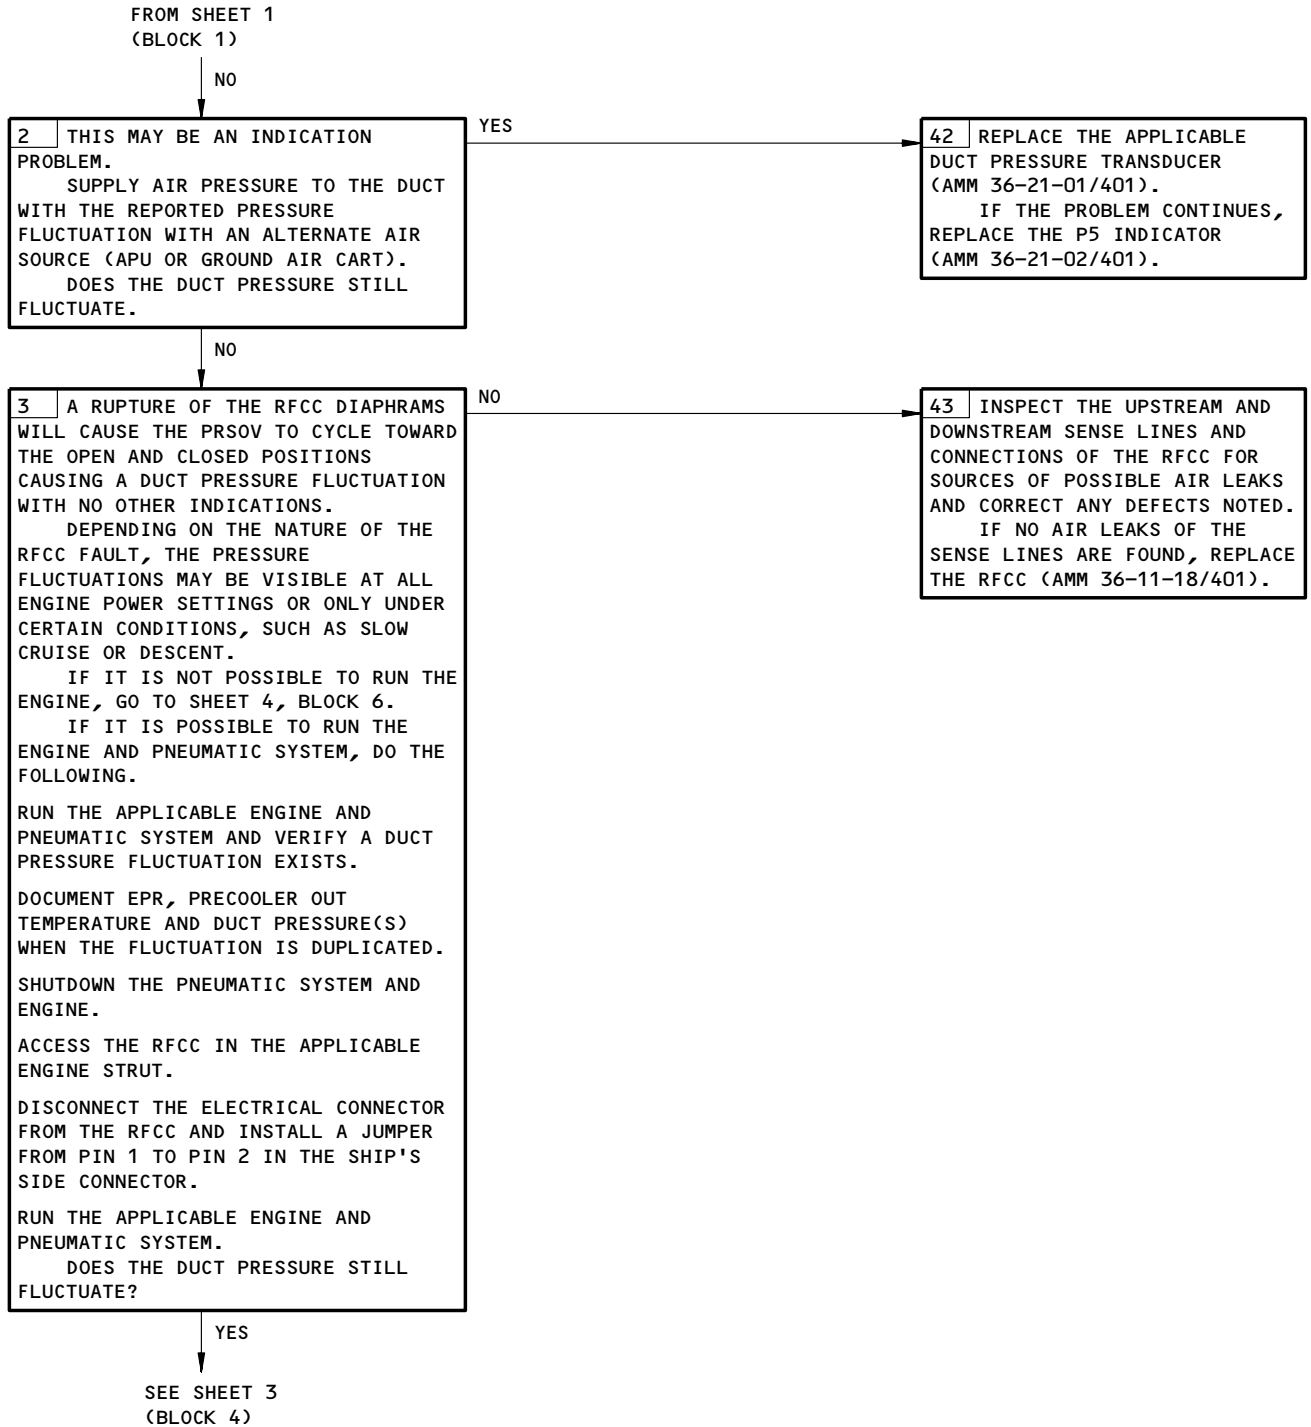 FROM SHEET 1
(BLOCK 1)
NO
2 THIS MAY BE AN INDICATION
PROBLEM.
SUPPLY AIR PRESSURE TO THE DUCT
WITH THE REPORTED PRESSURE
FLUCTUATION WITH AN ALTERNATE AIR
SOURCE (APU OR GROUND AIR CART).
DOES THE DUCT PRESSURE STILL
FLUCTUATE.
YES
42 REPLACE THE APPLICABLE
DUCT PRESSURE TRANSDUCER
(AMM 36-21-01/401).
IF THE PROBLEM CONTINUES,
REPLACE THE P5 INDICATOR
(AMM 36-21-02/401).
NO
3 A RUPTURE OF THE RFCC DIAPHRAMS
WILL CAUSE THE PRSOV TO CYCLE TOWARD
THE OPEN AND CLOSED POSITIONS
CAUSING A DUCT PRESSURE FLUCTUATION
WITH NO OTHER INDICATIONS.
DEPENDING ON THE NATURE OF THE
RFCC FAULT, THE PRESSURE
FLUCTUATIONS MAY BE VISIBLE AT ALL
ENGINE POWER SETTINGS OR ONLY UNDER
CERTAIN CONDITIONS, SUCH AS SLOW
CRUISE OR DESCENT.
IF IT IS NOT POSSIBLE TO RUN THE
ENGINE, GO TO SHEET 4, BLOCK 6.
IF IT IS POSSIBLE TO RUN THE
ENGINE AND PNEUMATIC SYSTEM, DO THE
FOLLOWING.
RUN THE APPLICABLE ENGINE AND
PNEUMATIC SYSTEM AND VERIFY A DUCT
PRESSURE FLUCTUATION EXISTS.
DOCUMENT EPR, PRECOOLER OUT
TEMPERATURE AND DUCT PRESSURE(S)
WHEN THE FLUCTUATION IS DUPLICATED.
SHUTDOWN THE PNEUMATIC SYSTEM AND
ENGINE.
ACCESS THE RFCC IN THE APPLICABLE
ENGINE STRUT.
DISCONNECT THE ELECTRICAL CONNECTOR
FROM THE RFCC AND INSTALL A JUMPER
FROM PIN 1 TO PIN 2 IN THE SHIP'S
SIDE CONNECTOR.
RUN THE APPLICABLE ENGINE AND
PNEUMATIC SYSTEM.
DOES THE DUCT PRESSURE STILL
FLUCTUATE?
NO
43 INSPECT THE UPSTREAM AND
DOWNSTREAM SENSE LINES AND
CONNECTIONS OF THE RFCC FOR
SOURCES OF POSSIBLE AIR LEAKS
AND CORRECT ANY DEFECTS NOTED.
IF NO AIR LEAKS OF THE
SENSE LINES ARE FOUND, REPLACE
THE RFCC (AMM 36-11-18/401).
YES
SEE SHEET 3
(BLOCK 4)